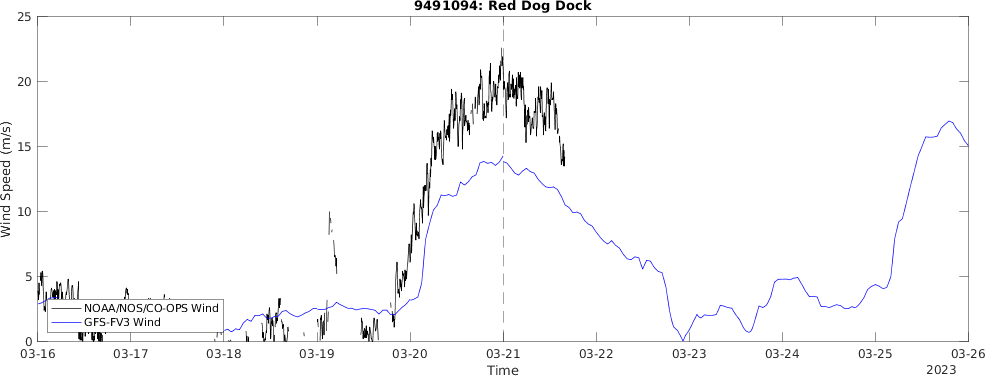 9491094: Red Dog Dock
Wind Speed (m/s)
25
20
15
10
5
0
NOAA/NOS/CO-OPS Wind
GFS-FV3 Wind
03-16 03-17 03-18 03-19 03-20 03-21 03-22 03-23 03-24 03-25 03-26
Time
2023